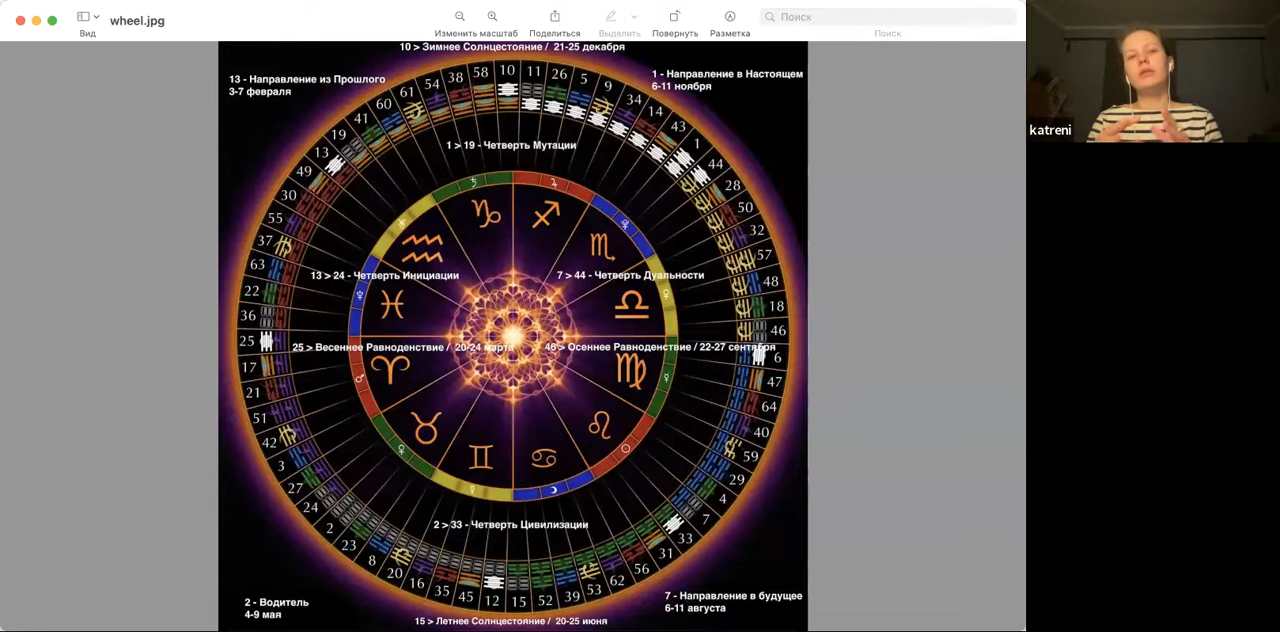 wheel.jpg
Вид
Изменить масштаб
Поделиться
Выделить
Повернуть
Разметка
Поиск
Поиск
katreni
10 > Зимнее Солнцестояние / 21-25 декабря
13 - Направление из Прошлого
3-7 февраля
1 - Направление в Настоящем
6-11 ноября
10 11 26 5 9 34 14 43 1 44 28 50 32 57 48 18 46 6 47 64 40 59 29 4 7 33 31 56 62 53 39 52 15 12 45 35 16 20 8 23 2 24 27 3 42 51 21 17 25 36 22 63 37 55 30 49 13 19 41 60 61 54 38 58
1 > 19 - Четверть Мутации
13 > 24 - Четверть Инициации
7 > 44 - Четверть Дуальности
25 > Весеннее Равноденствие / 20-24 марта
46 > Осеннее Равноденствие / 22-27 сентября
2 > 33 - Четверть Цивилизации
2 - Водитель
4-9 мая
7 - Направление в будущее
6-11 августа
15 > Летнее Солнцестояние / 20-25 июня